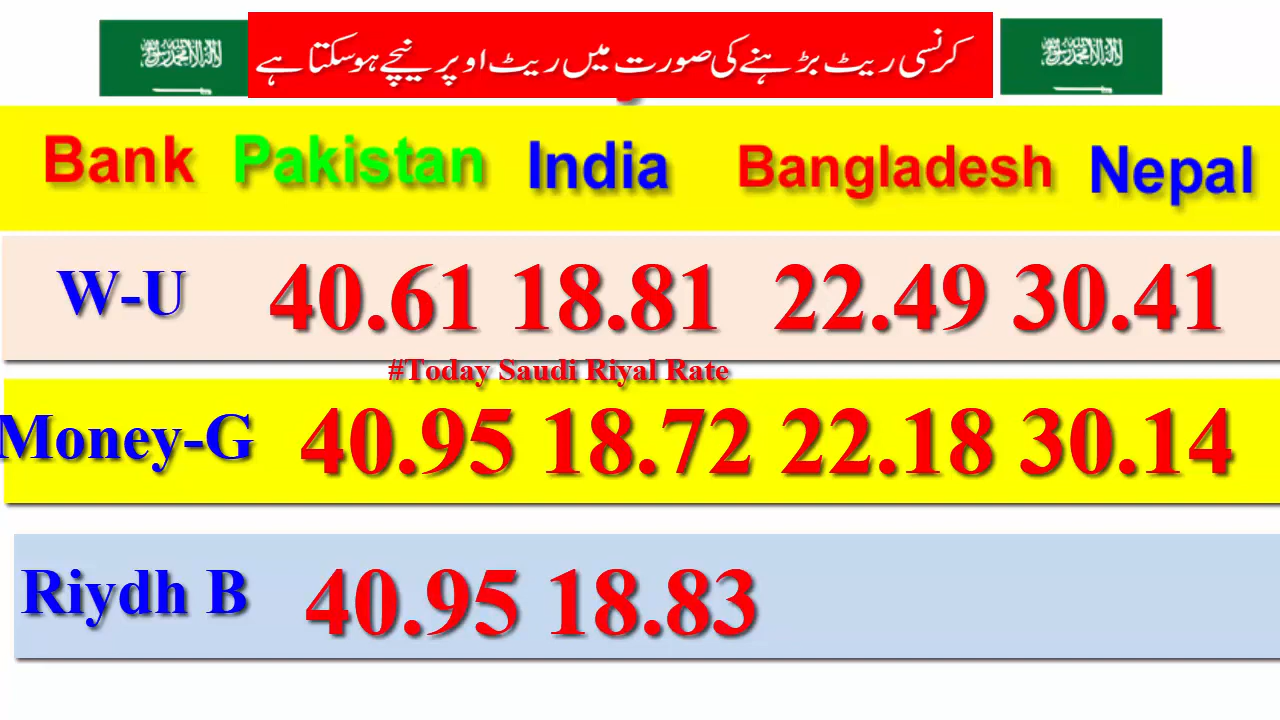 کرنسی ریٹ بڑھنے کی صورت میں ریٹ اوپر نیچے ہو سکتا ہے
Bank Pakistan India Bangladesh Nepal
W-U 40.61 18.81 22.49 30.41
#Today Saudi Riyal Rate
Money-G 40.95 18.72 22.18 30.14
Riydh B 40.95 18.83